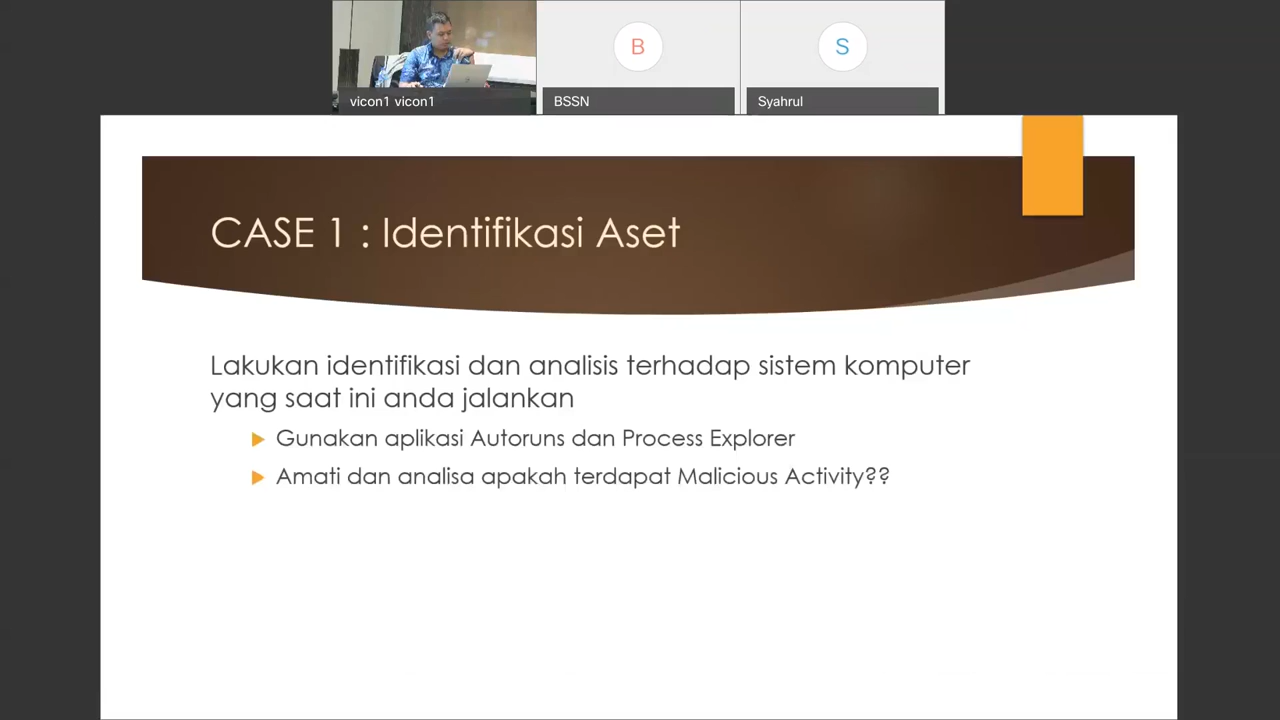 vicon1 vicon1
B
BSSN
S
Syahrul
CASE 1 : Identifikasi Aset
Lakukan identifikasi dan analisis terhadap sistem komputer
yang saat ini anda jalankan
Gunakan aplikasi Autoruns dan Process Explorer
Amati dan analisa apakah terdapat Malicious Activity??